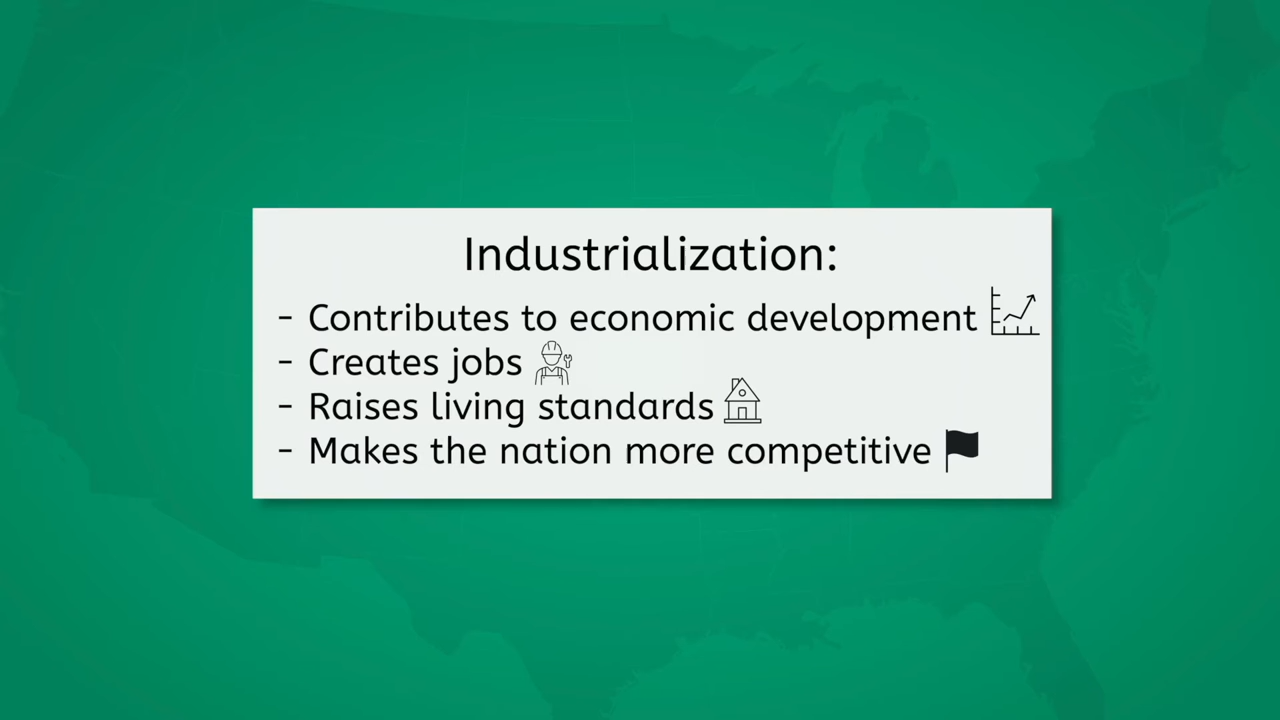 Industrialization:
- Contributes to economic development
- Creates jobs
- Raises living standards
- Makes the nation more competitive